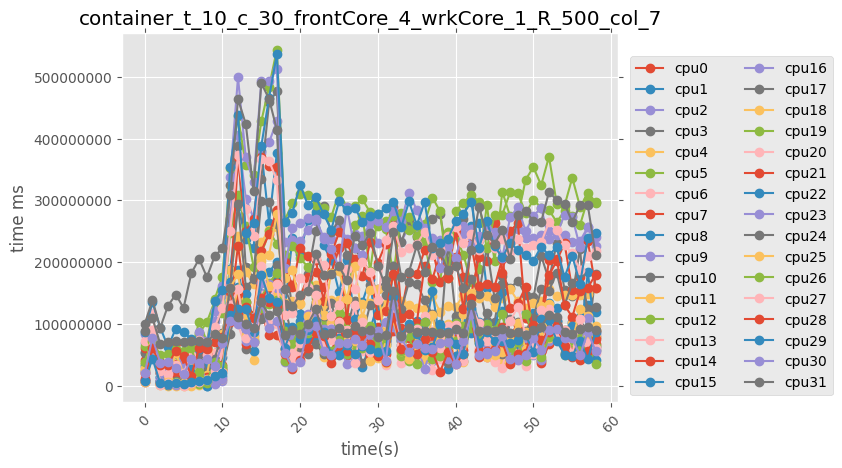 container_t_10_c_30_frontCore_4_wrkCore_1_R_500_col_7
time ms
500000000
400000000
300000000
200000000
100000000
0
0
10
20
30
40
50
60
time(s)
cpu0
cpu1
cpu2
cpu3
cpu4
cpu5
cpu6
cpu7
cpu8
cpu9
cpu10
cpu11
cpu12
cpu13
cpu14
cpu15
cpu16
cpu17
cpu18
cpu19
cpu20
cpu21
cpu22
cpu23
cpu24
cpu25
cpu26
cpu27
cpu28
cpu29
cpu30
cpu31